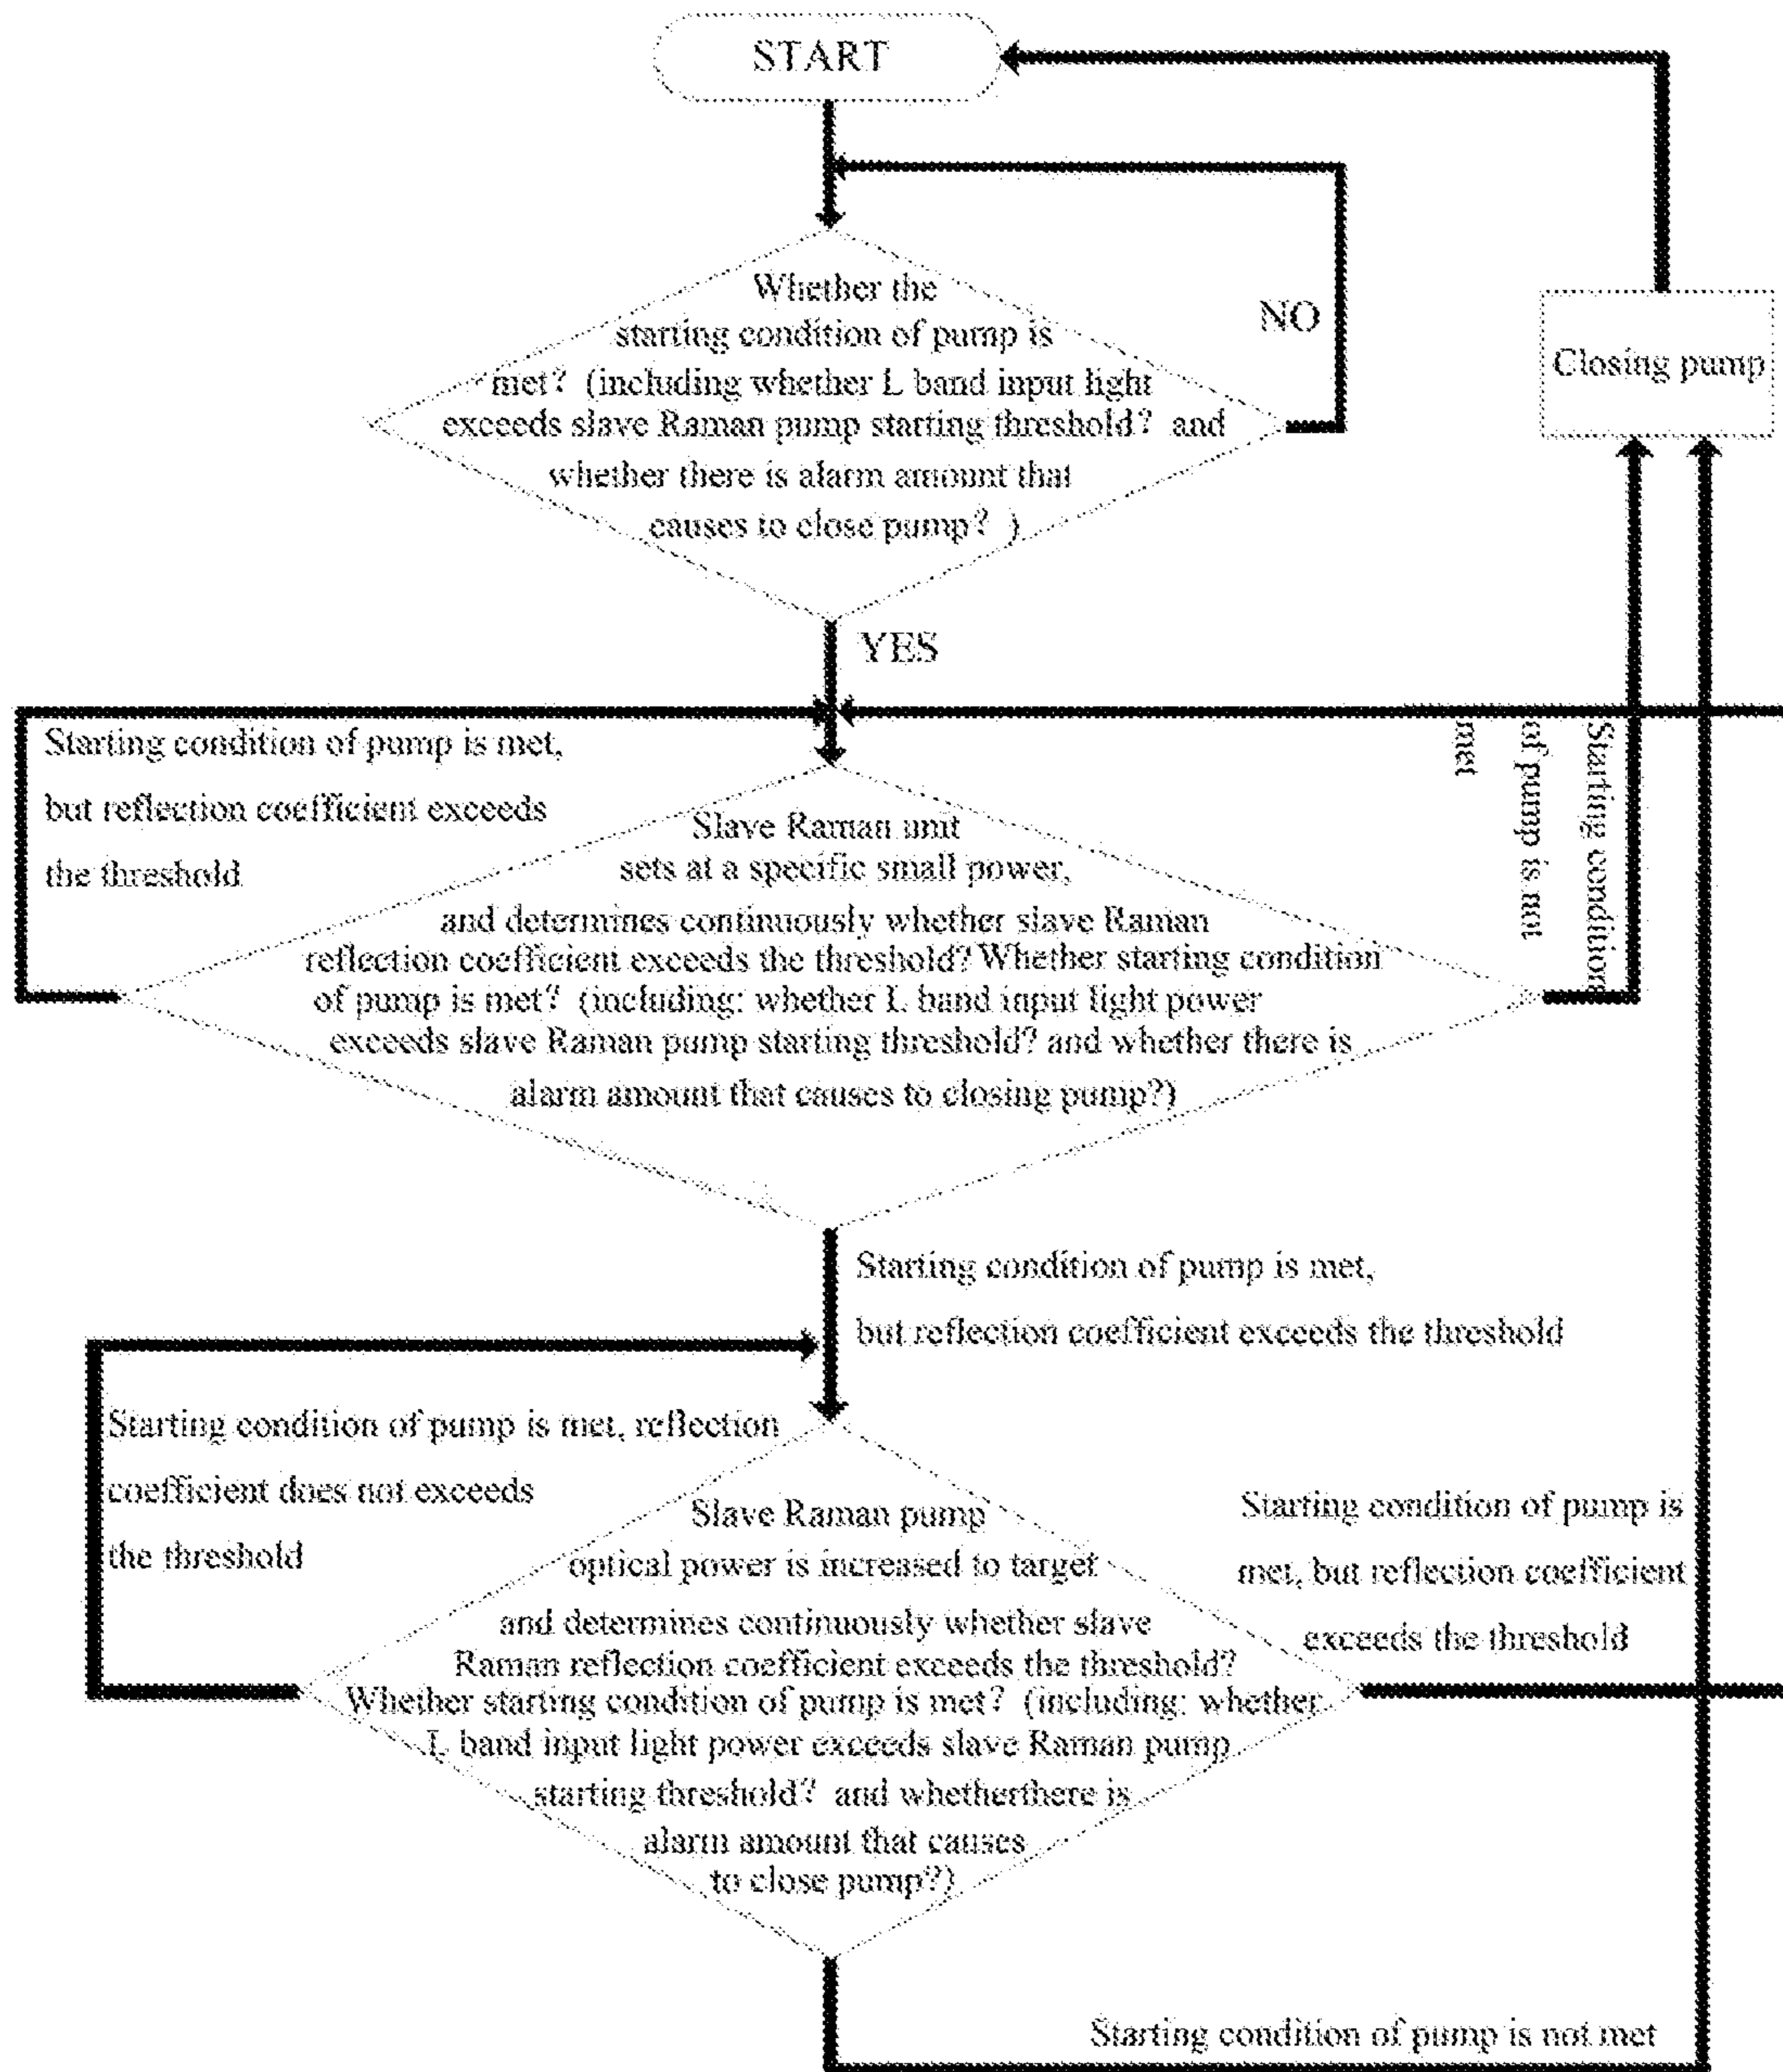 START
Whether the
starting condition of pump is
met? (including whether L band input light
exceeds slave Raman pump starting threshold? and
whether there is alarm amount that
causes to close pump? )
NO
Closing pump
YES
Starting condition of pump is met,
but reflection coefficient exceeds
the threshold
Starting condition
of pump is not
met
Slave Raman unit
sets at a specific small power,
and determines continuously whether slave Raman
reflection coefficient exceeds the threshold? Whether starting condition
of pump is met? (including: whether L band input light power
exceeds slave Raman pump starting threshold? and whether there is
alarm amount that causes to closing pump?)
Starting condition of pump is met,
but reflection coefficient exceeds the threshold
Starting condition of pump is met, reflection
coefficient does not exceeds
the threshold
Slave Raman pump
optical power is increased to target
and determines continuously whether slave
Raman reflection coefficient exceeds the threshold?
Whether starting condition of pump is met? (including: whether
L band input light power exceeds slave Raman pump
starting threshold? and whetherthere is
alarm amount that causes
to close pump?)
Starting condition of pump is
met, but reflection coefficient
exceeds the threshold
Starting condition of pump is not met